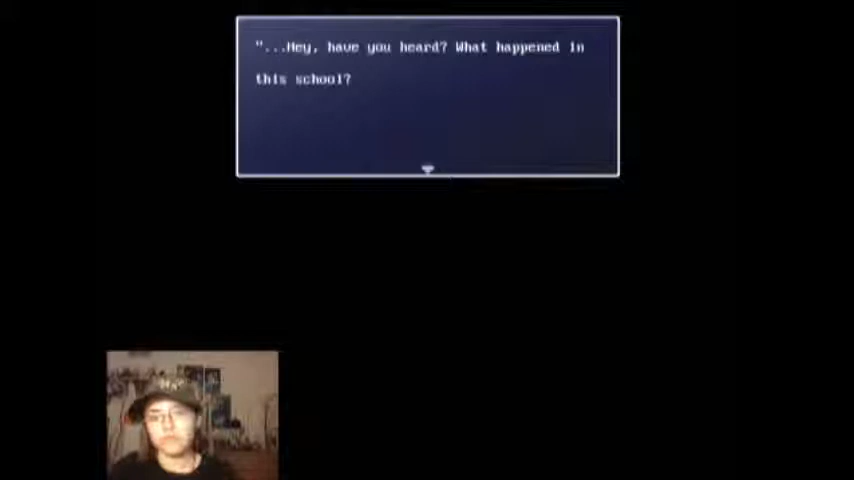 "...Hey, have you heard? What happened in
this school?